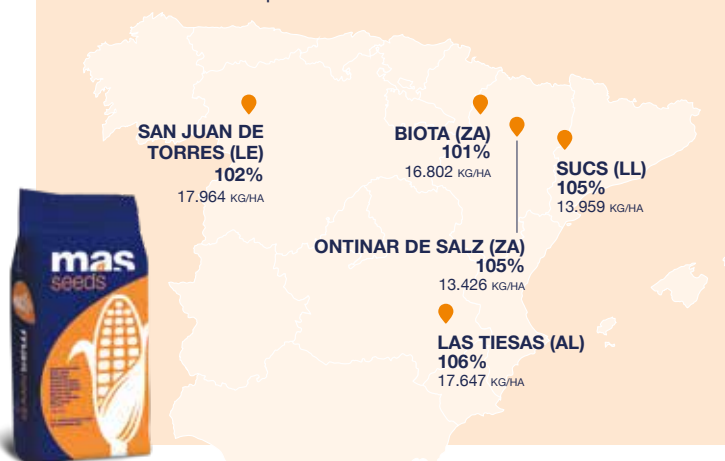 SAN JUAN DE
TORRES (LE)
102%
17.964 KG/HA
BIOTA (ZA)
101%
16.802 KG/HA
SUCS (LL)
105%
13.959 KG/HA
ONTINAR DE SALZ (ZA)
105%
13.426 KG/HA
LAS TIESAS (AL)
106%
17.647 KG/HA
mas
seeds